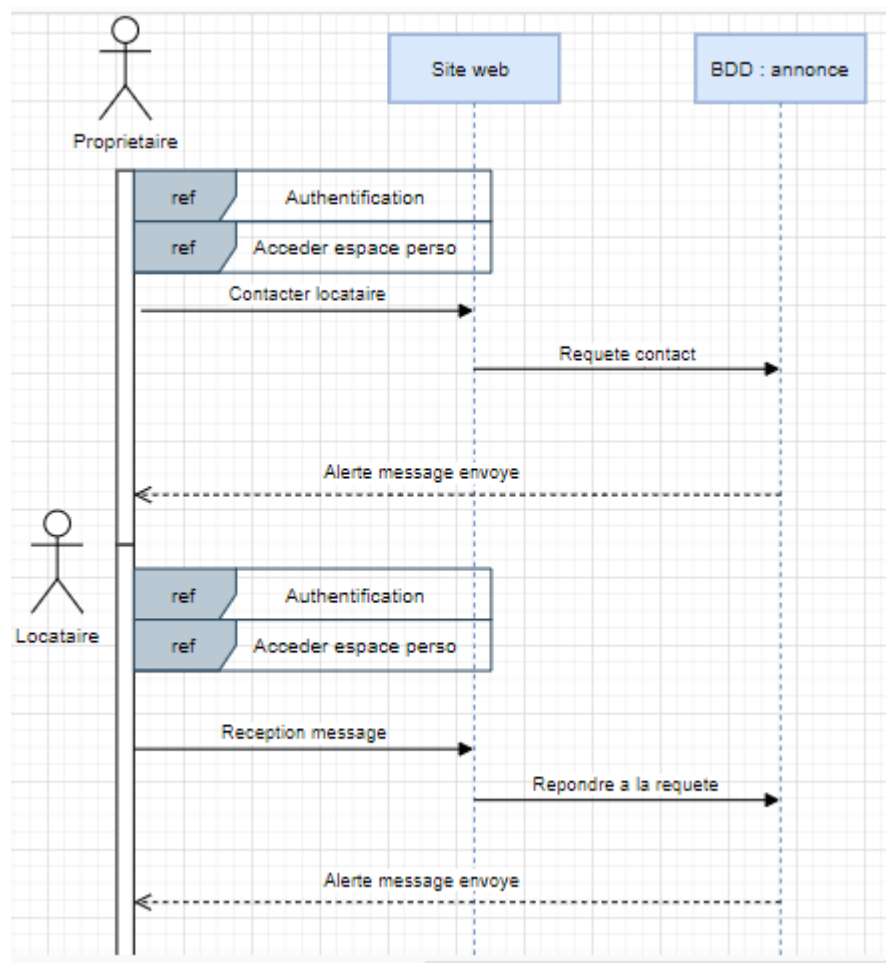 Site web
BDD : annonce
Proprietaire
ref
Authentification
ref
Acceder espace perso
Contacter locataire
Requete contact
Alerte message envoye
Locataire
ref
Authentification
ref
Acceder espace perso
Reception message
Repondre a la requete
Alerte message envoye